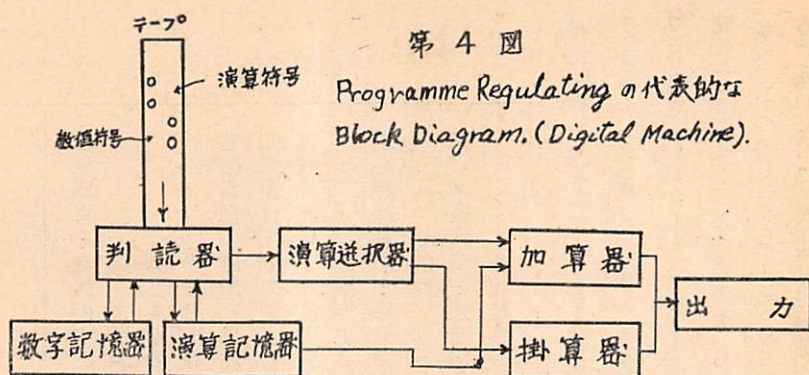 テープ
第 4 図
演算符号
Programme Regulating の代表的な
数値符号
Block Diagram. (Digital Machine).
判読器
演算選択器
加算器
出力
数字記憶器
演算記憶器
掛算器